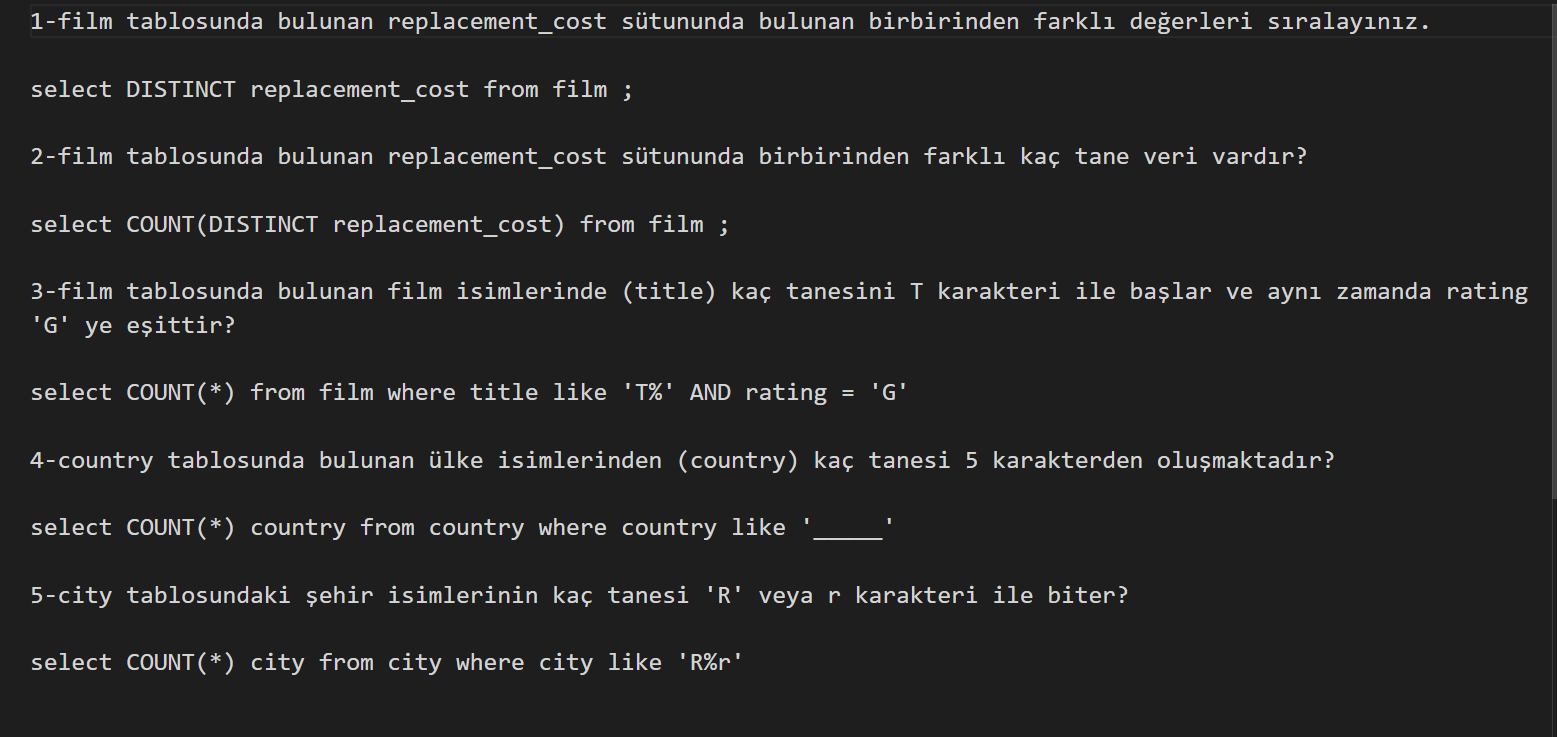 1-film tablosunda bulunan replacement_cost sütununda bulunan birbirinden farklı değerleri sıralayınız.
select DISTINCT replacement_cost from film ;
2-film tablosunda bulunan replacement_cost sütununda birbirinden farklı kaç tane veri vardır?
select COUNT(DISTINCT replacement_cost) from film ;
3-film tablosunda bulunan film isimlerinde (title) kaç tanesini T karakteri ile başlar ve aynı zamanda rating
'G' ye eşittir?
select COUNT(*) from film where title like 'T%' AND rating = 'G'
4-country tablosunda bulunan ülke isimlerinden (country) kaç tanesi 5 karakterden oluşmaktadır?
select COUNT(*) country from country where country like '_____'
5-city tablosundaki şehir isimlerinin kaç tanesi 'R' veya r karakteri ile biter?
select COUNT(*) city from city where city like 'R%r'